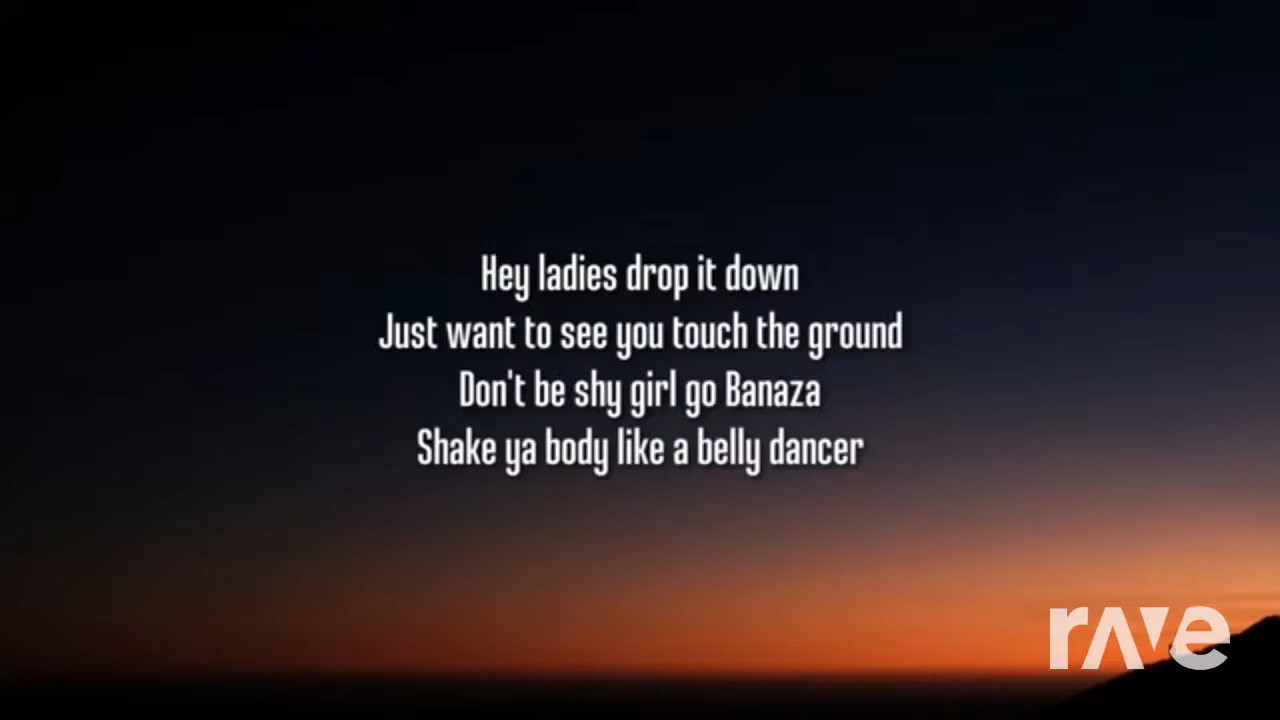 Hey ladies drop it down
Just want to see you touch the ground
Don't be shy girl go Banaza
Shake ya body like a belly dancer
rave